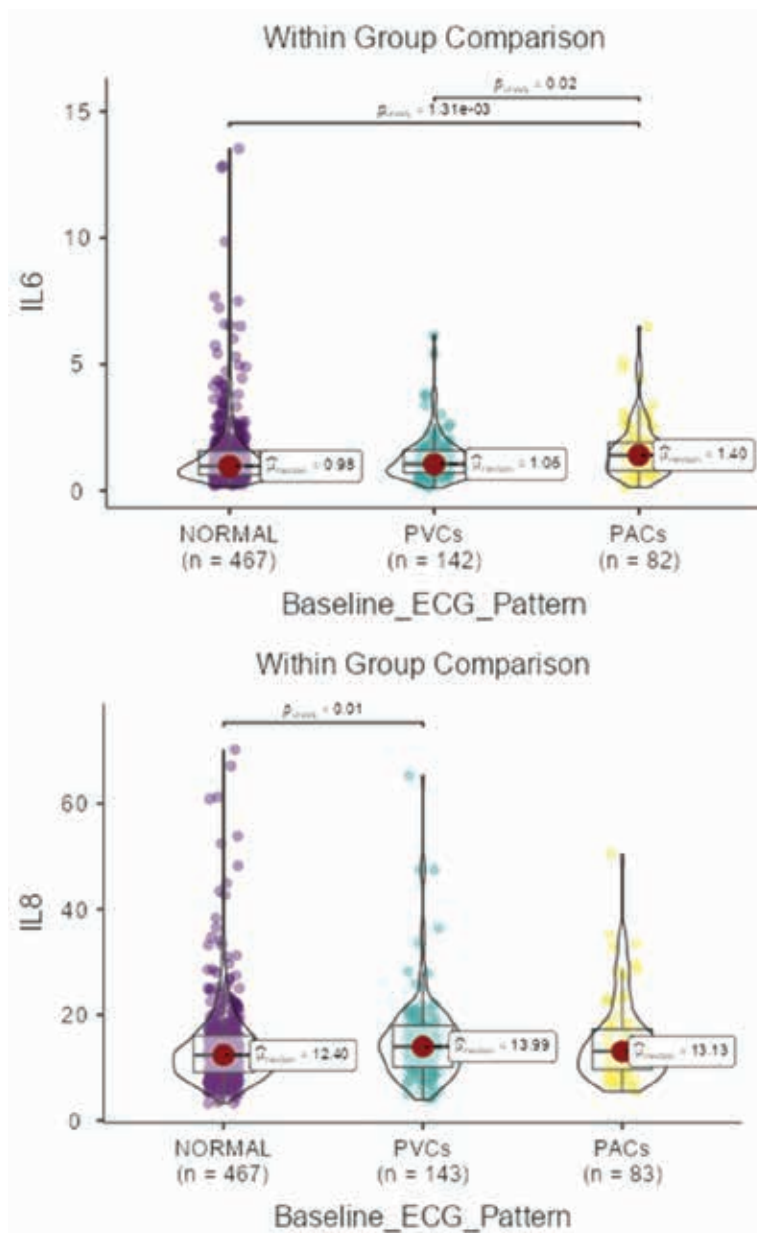 Within Group Comparison
= 0.02
= 1.31e-03
15
10
5
0
IL6
= 0.98
= 1.06
= 1.40
NORMAL PVCs PACs
(n = 467) (n = 142) (n = 82)
Baseline_ECG_Pattern
Within Group Comparison
= 0.01
60
40
20
0
IL8
= 12.40
= 13.99
= 13.13
NORMAL PVCs PACs
(n = 467) (n = 143) (n = 83)
Baseline_ECG_Pattern